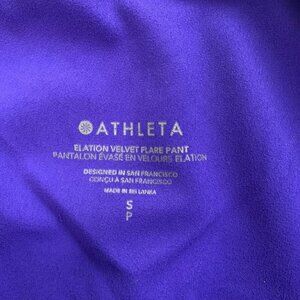 ATHLETA
ELATION VELVET FLARE PANT
PANTALON ÉVASÉ EN VELOURS ELATION
DESIGNED IN SAN FRANCISCO
CONÇU À SAN FRANCISCO
MADE IN SRI LANKA
S
P